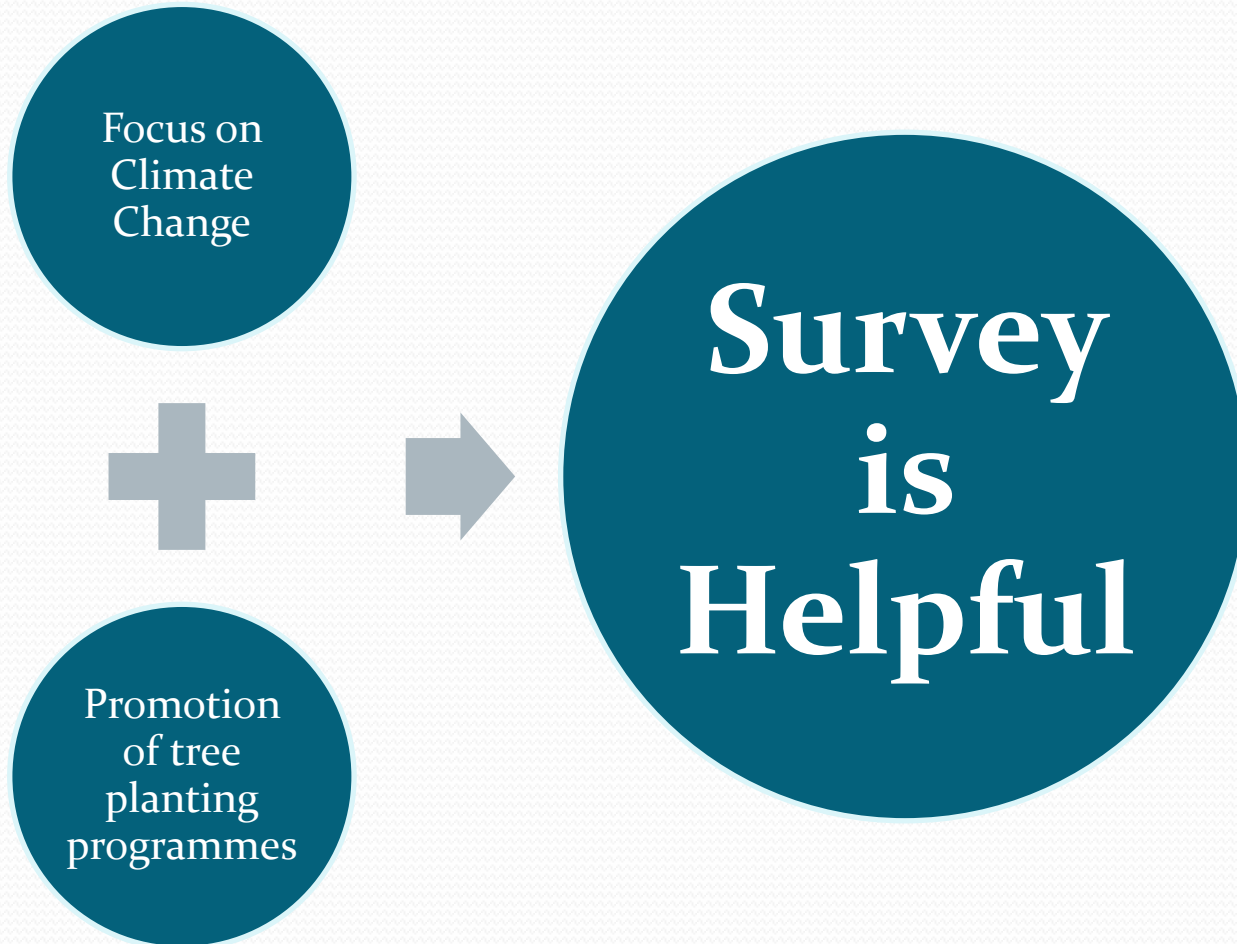 Focus on
Climate
Change
Promotion
of tree
planting
programmes
Survey
is
Helpful